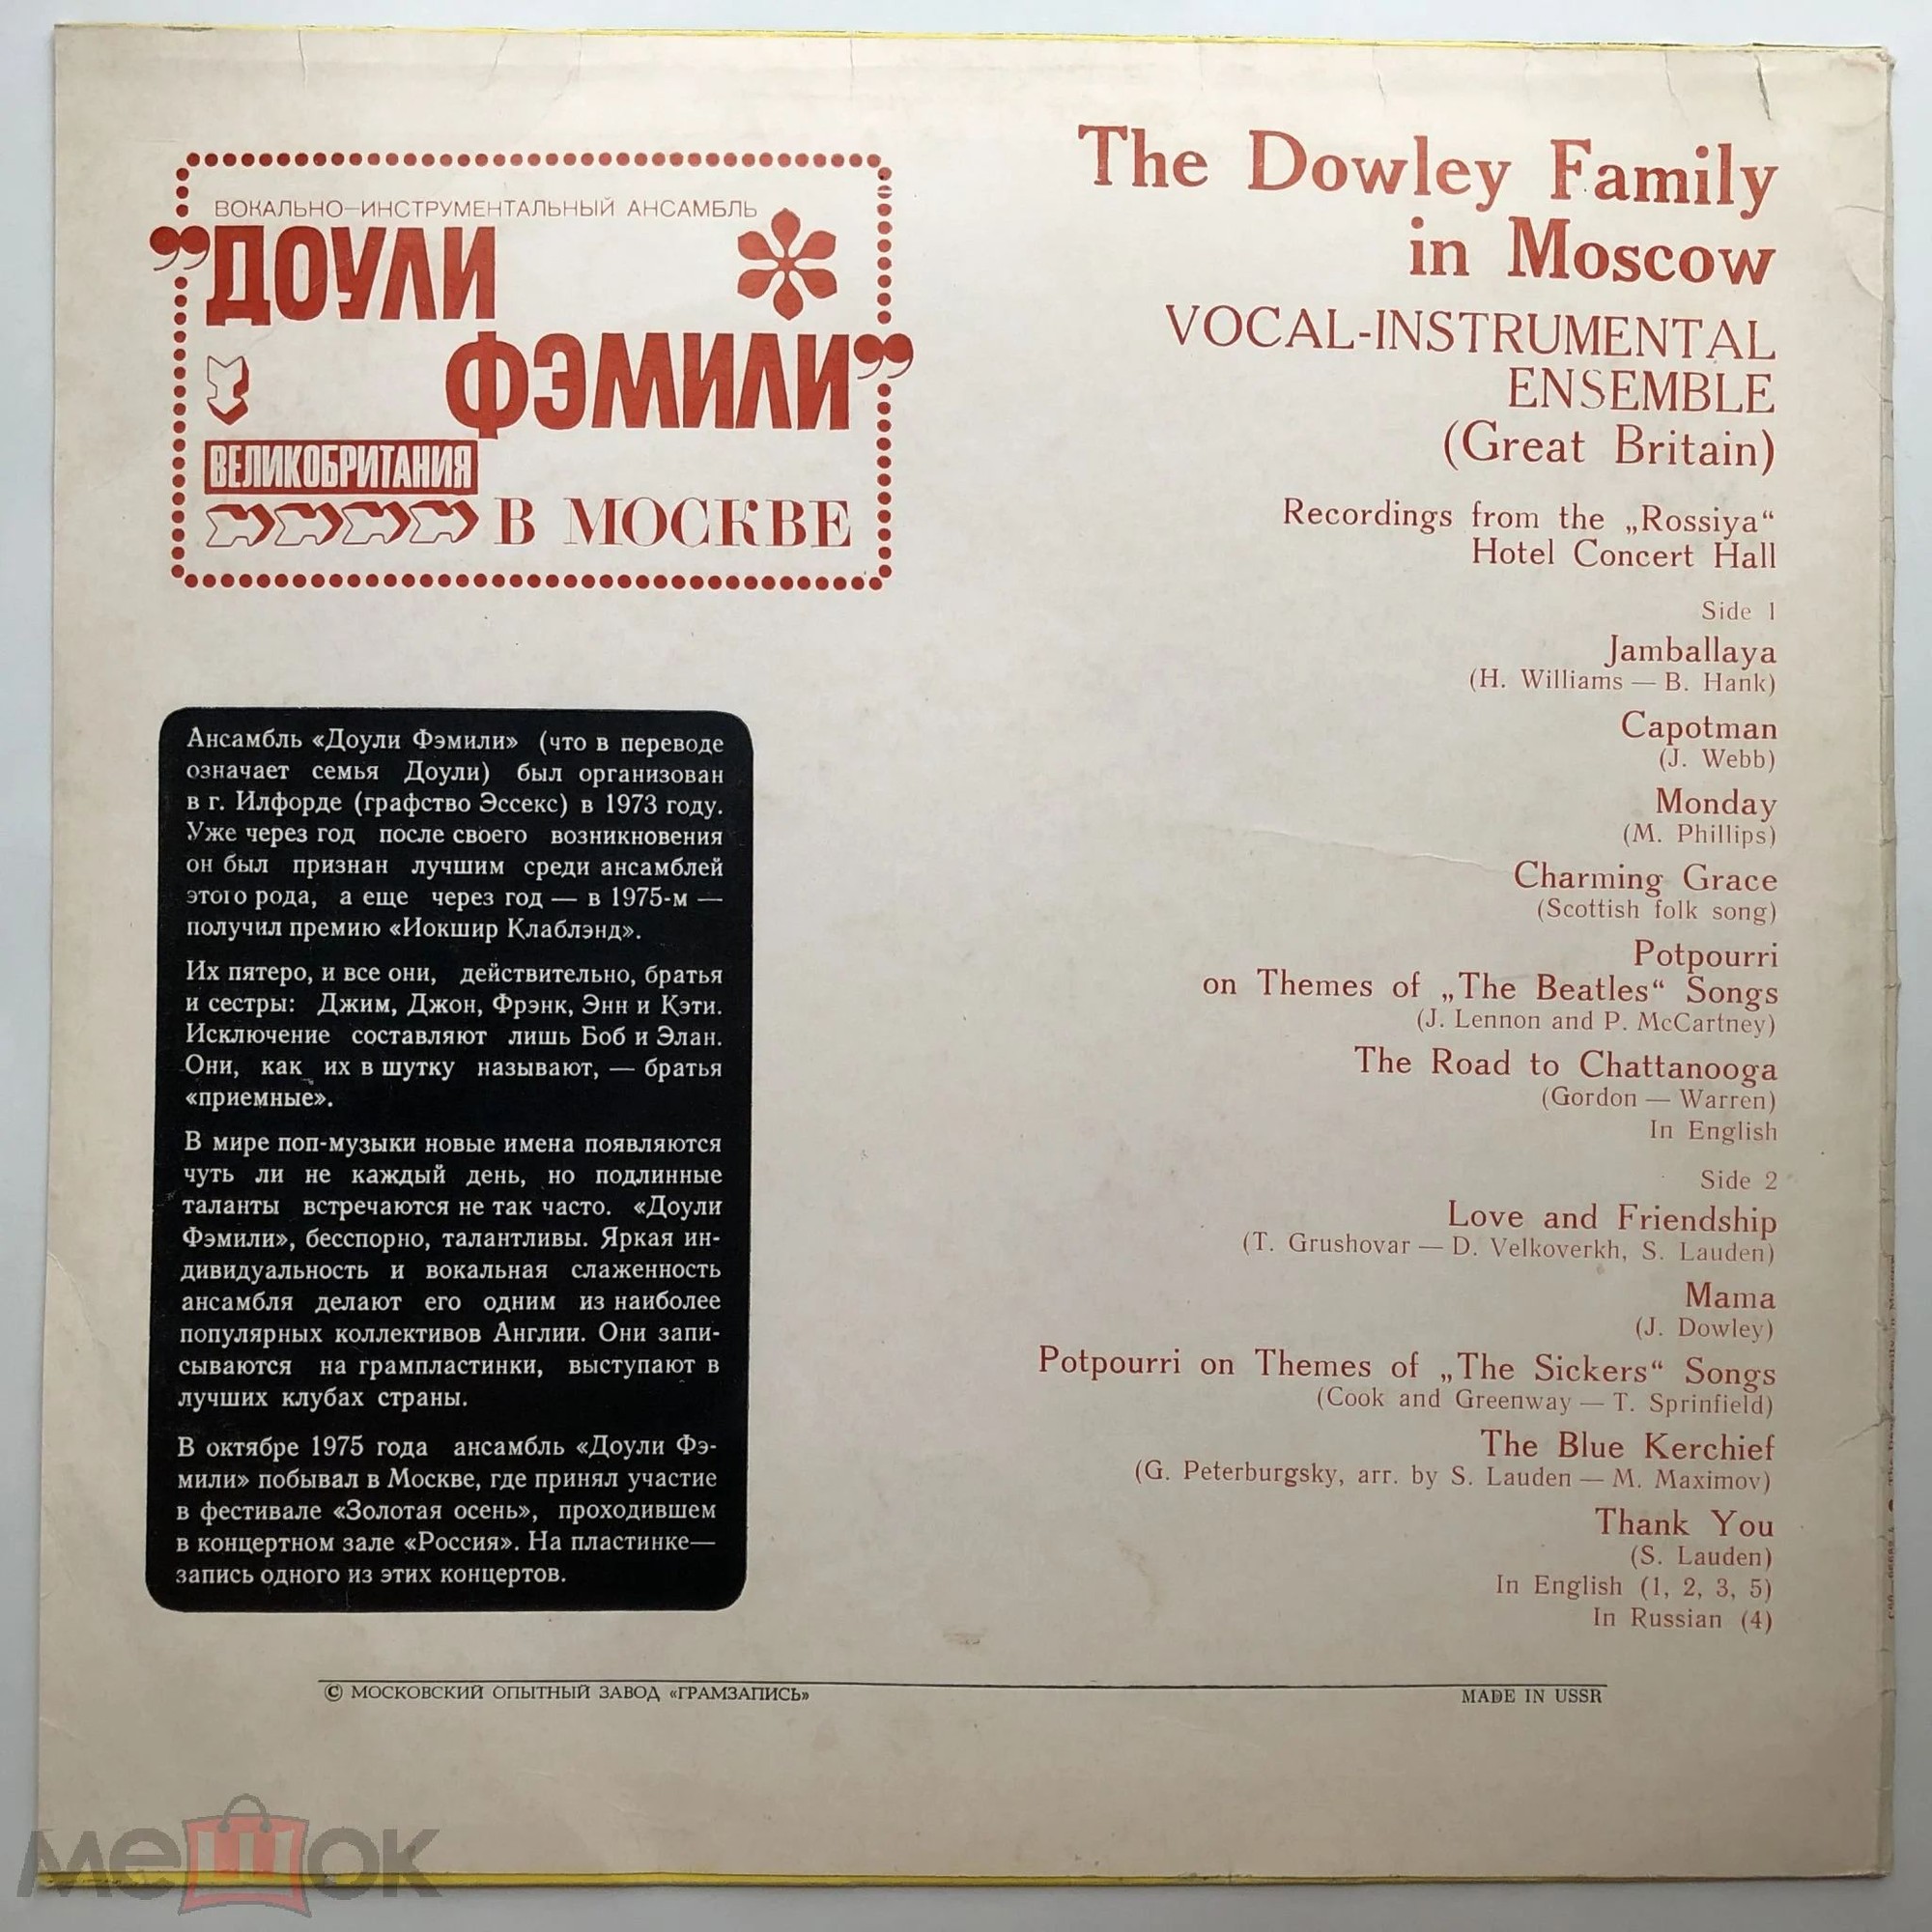 ВОКАЛЬНО-ИНСТРУМЕНТАЛЬНЫЙ АНСАМБЛЬ
"ДОУЛИ
ФЭМИЛИ"
ВЕЛИКОБРИТАНИЯ
В МОСКВЕ
Ансамбль «Доули Фэмили» (что в переводе
означает семья Доули) был организован
в г. Илфорде (графство Эссекс) в 1973 году.
Уже через год после своего возникновения
он был признан лучшим среди ансамблей
этого рода, а еще через год — в 1975-м —
получил премию «Иокшир Клаблэнд».
Их пятеро, и все они, действительно, братья
и сестры: Джим, Джон, Фрэнк, Энн и Кэти.
Исключение составляют лишь Боб и Элан.
Они, как их в шутку называют, — братья
«приемные».
В мире поп-музыки новые имена появляются
чуть ли не каждый день, но подлинные
таланты встречаются не так часто. «Доули
Фэмили», бесспорно, талантливы. Яркая ин-
дивидуальность и вокальная слаженность
ансамбля делают его одним из наиболее
популярных коллективов Англии. Они запи-
сываются на грампластинки, выступают в
лучших клубах страны.
В октябре 1975 года ансамбль «Доули Фэ-
мили» побывал в Москве, где принял участие
в фестивале «Золотая осень», проходившем
в концертном зале «Россия». На пластинке—
запись одного из этих концертов.
The Dowley Family
in Moscow
VOCAL-INSTRUMENTAL
ENSEMBLE
(Great Britain)
Recordings from the „Rossiya“
Hotel Concert Hall
Side 1
Jamballaya
(H. Williams — B. Hank)
Capotman
(J. Webb)
Monday
(M. Phillips)
Charming Grace
(Scottish folk song)
Potpourri
on Themes of „The Beatles“ Songs
(J. Lennon and P. McCartney)
The Road to Chattanooga
(Gordon — Warren)
In English
Side 2
Love and Friendship
(T. Grushovar — D. Velkoverkh, S. Lauden)
Mama
(J. Dowley)
Potpourri on Themes of „The Sickers“ Songs
(Cook and Greenway — T. Sprinfield)
The Blue Kerchief
(G. Peterburgsky, arr. by S. Lauden — M. Maximov)
Thank You
(S. Lauden)
In English (1, 2, 3, 5)
In Russian (4)
© МОСКОВСКИЙ ОПЫТНЫЙ ЗАВОД «ГРАМЗАПИСЬ»
MADE IN USSR
мешок